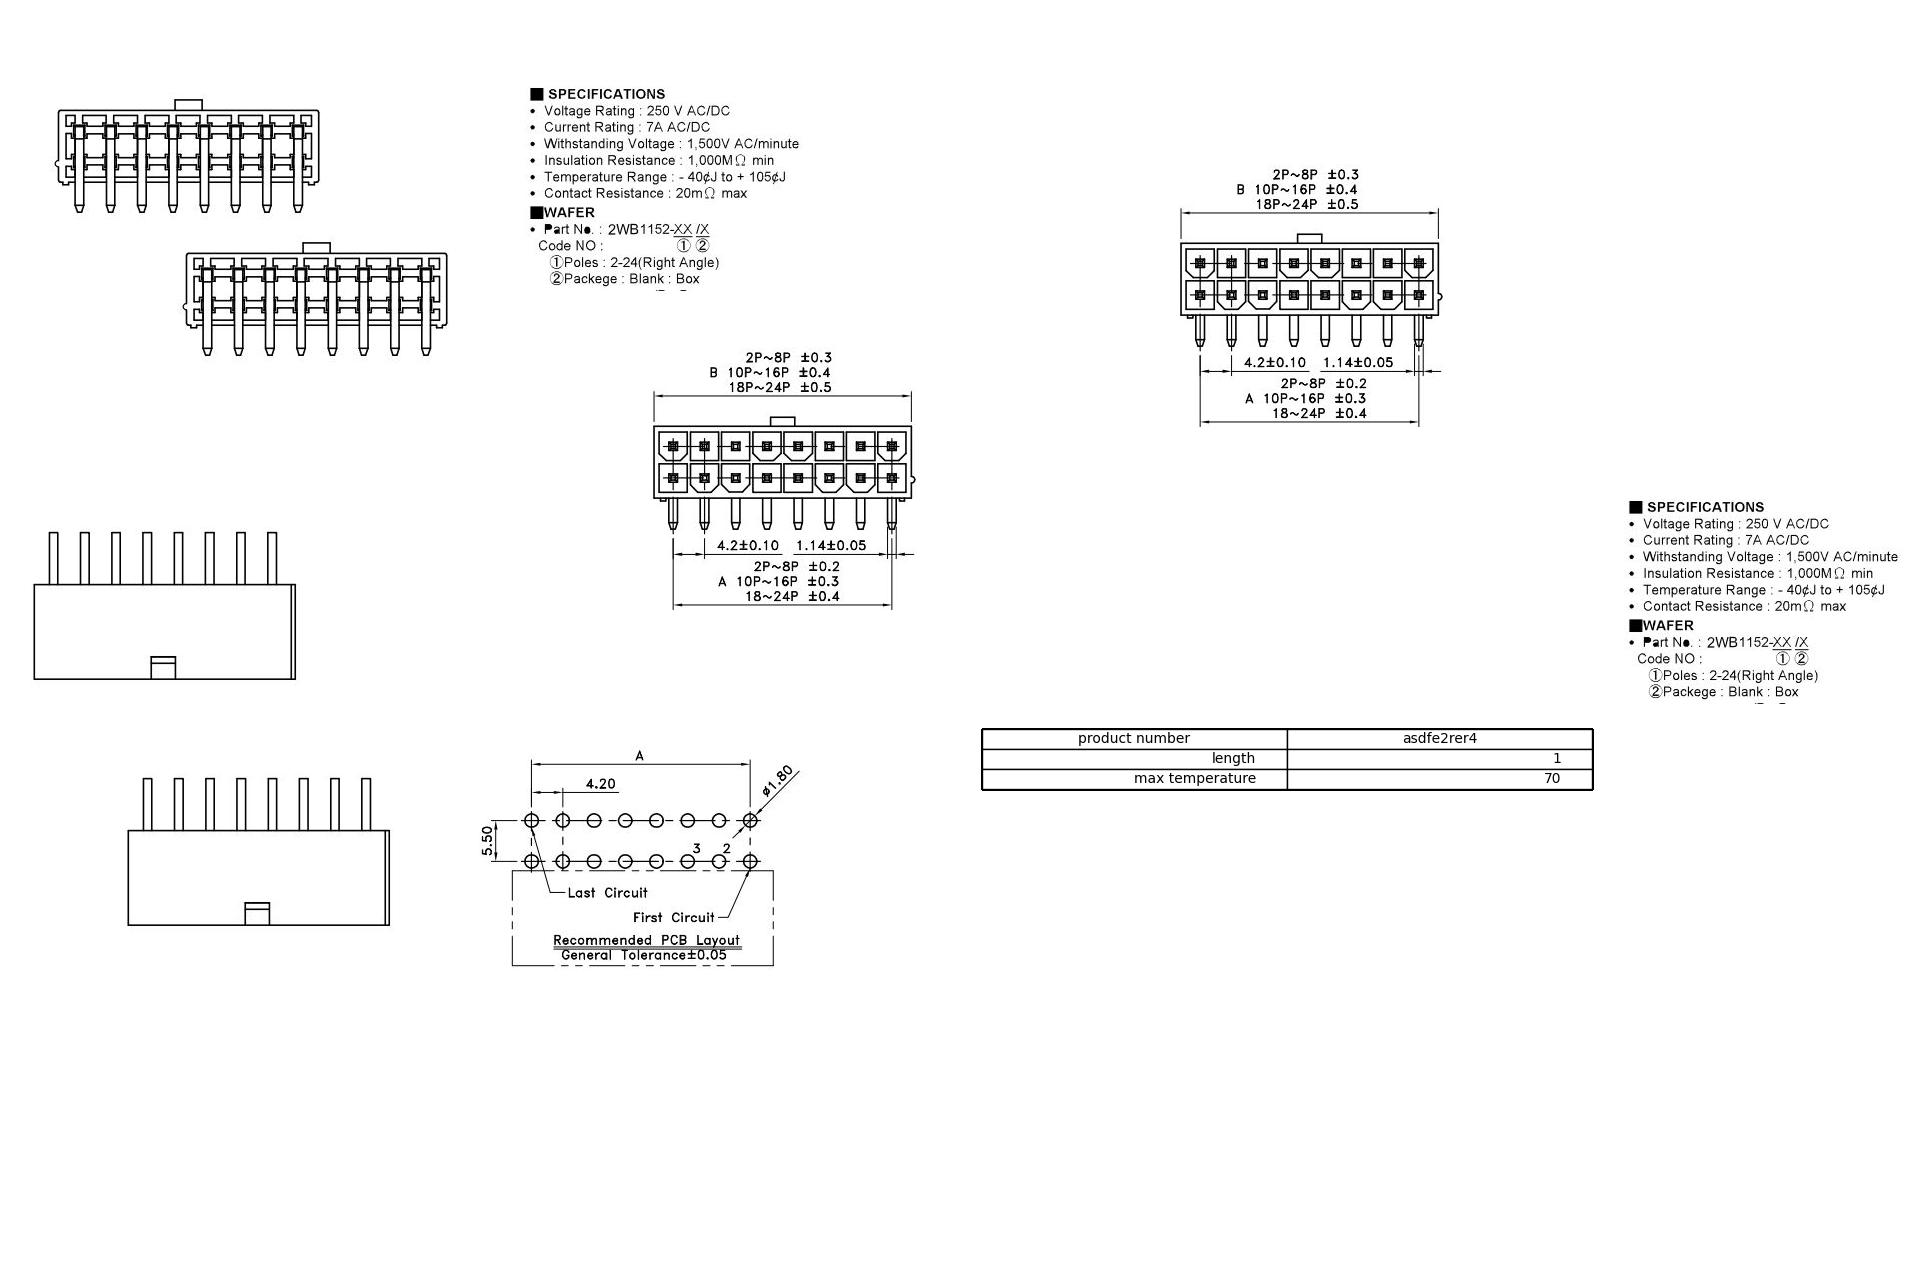 ■ SPECIFICATIONS
• Voltage Rating : 250 V AC/DC
• Current Rating : 7A AC/DC
• Withstanding Voltage : 1,500V AC/minute
• Insulation Resistance : 1,000MΩ min
• Temperature Range : - 40¢J to + 105¢J
• Contact Resistance : 20mΩ max
■WAFER
• Part No. : 2WB1152-XX /X
Code NO : ① ②
①Poles : 2-24(Right Angle)
②Packege : Blank : Box
2P~8P ±0.3
B 10P~16P ±0.4
18P~24P ±0.5
4.2±0.10 1.14±0.05
2P~8P ±0.2
A 10P~16P ±0.3
18~24P ±0.4
2P~8P ±0.3
B 10P~16P ±0.4
18P~24P ±0.5
4.2±0.10 1.14±0.05
2P~8P ±0.2
A 10P~16P ±0.3
18~24P ±0.4
■ SPECIFICATIONS
• Voltage Rating : 250 V AC/DC
• Current Rating : 7A AC/DC
• Withstanding Voltage : 1,500V AC/minute
• Insulation Resistance : 1,000MΩ min
• Temperature Range : - 40¢J to + 105¢J
• Contact Resistance : 20mΩ max
■WAFER
• Part No. : 2WB1152-XX /X
Code NO : ① ②
①Poles : 2-24(Right Angle)
②Packege : Blank : Box
product number asdfe2rer4
length 1
max temperature 70
A
4.20
ø1.80
5.50
3 2
Last Circuit
First Circuit
Recommended PCB Layout
General Tolerance±0.05